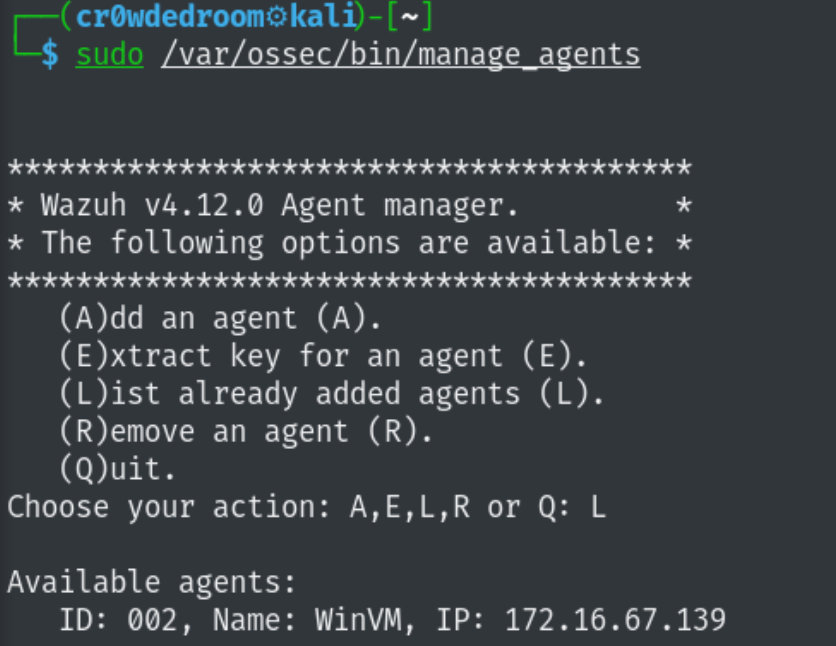 ┌──(cr0wdedroom⚙kali)-[~]
└─$ sudo /var/ossec/bin/manage_agents
****************************************
* Wazuh v4.12.0 Agent manager.         *
* The following options are available: *
****************************************
   (A)dd an agent (A).
   (E)xtract key for an agent (E).
   (L)ist already added agents (L).
   (R)emove an agent (R).
   (Q)uit.
Choose your action: A,E,L,R or Q: L
Available agents:
   ID: 002, Name: WinVM, IP: 172.16.67.139